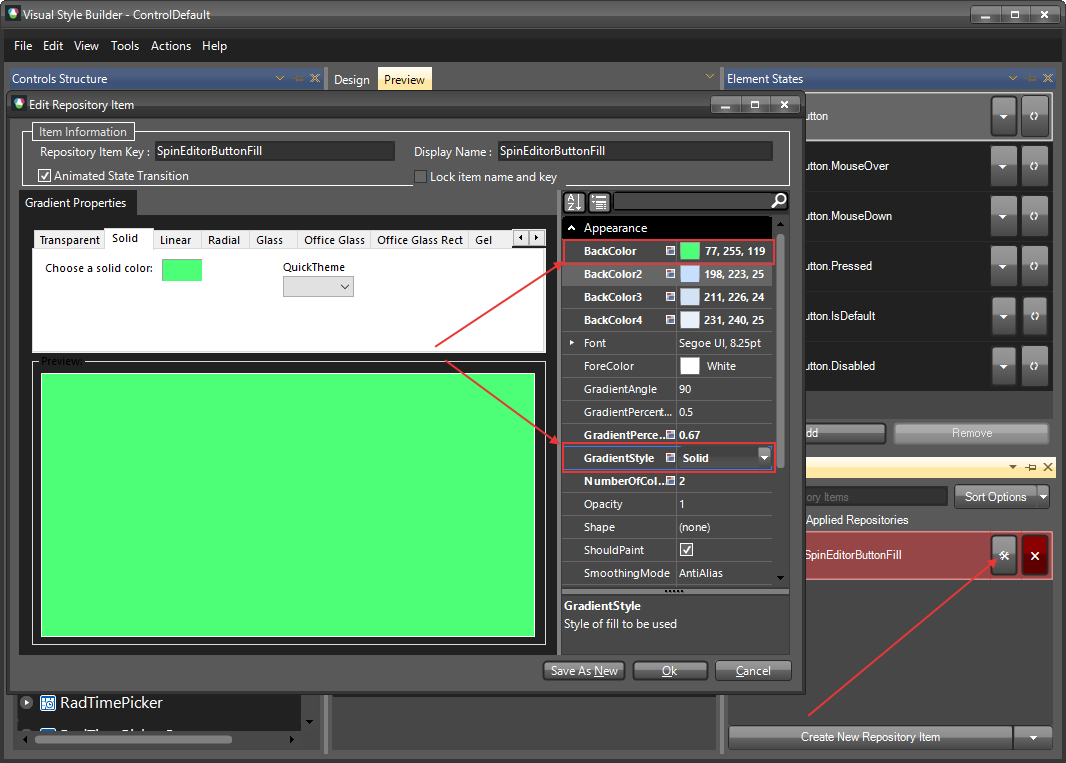 Visual Style Builder - ControlDefault
File Edit View Tools Actions Help
Controls Structure
Design Preview
Element States
Edit Repository Item
Item Information
Repository Item Key : SpinEditorButtonFill
Display Name : SpinEditorButtonFill
Animated State Transition
Lock item name and key
Gradient Properties
Transparent Solid Linear Radial Glass Office Glass Office Glass Rect Gel
Choose a solid color:
QuickTheme
Preview:
Appearance
BackColor 77, 255, 119
BackColor2 198, 223, 25
BackColor3 211, 226, 24
BackColor4 231, 240, 25
Font Segoe UI, 8.25pt
ForeColor White
GradientAngle 90
GradientPercent... 0.5
GradientPerce... 0.67
GradientStyle Solid
NumberOfCol... 2
Opacity 1
Shape (none)
ShouldPaint
SmoothingMode AntiAlias
GradientStyle
Style of fill to be used
Save As New Ok Cancel
utton
utton.MouseOver
utton.MouseDown
utton.Pressed
utton.IsDefault
utton.Disabled
dd Remove
ory Items Sort Options
Applied Repositories
SpinEditorButtonFill
Create New Repository Item
RadTimePicker